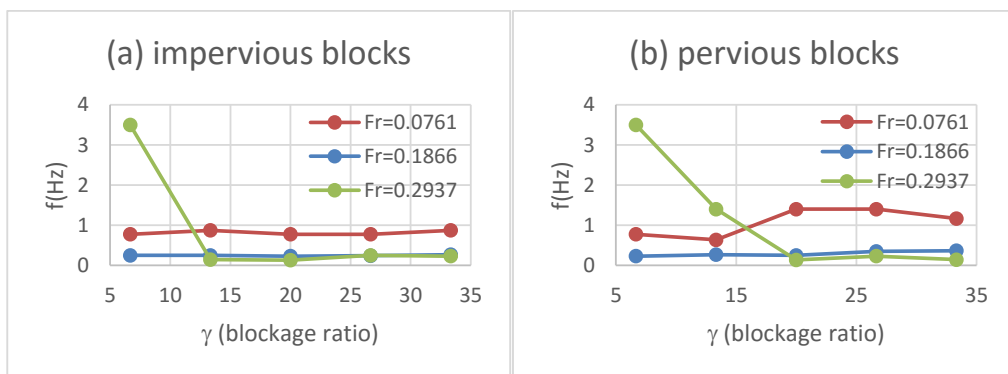 (a) impervious blocks
4
3
2
1
0
f(Hz)
Fr=0.0761
Fr=0.1866
Fr=0.2937
5 10 15 20 25 30 35
γ (blockage ratio)
(b) pervious blocks
4
3
2
1
0
f(Hz)
Fr=0.0761
Fr=0.1866
Fr=0.2937
5 15 25 35
γ (blockage ratio)